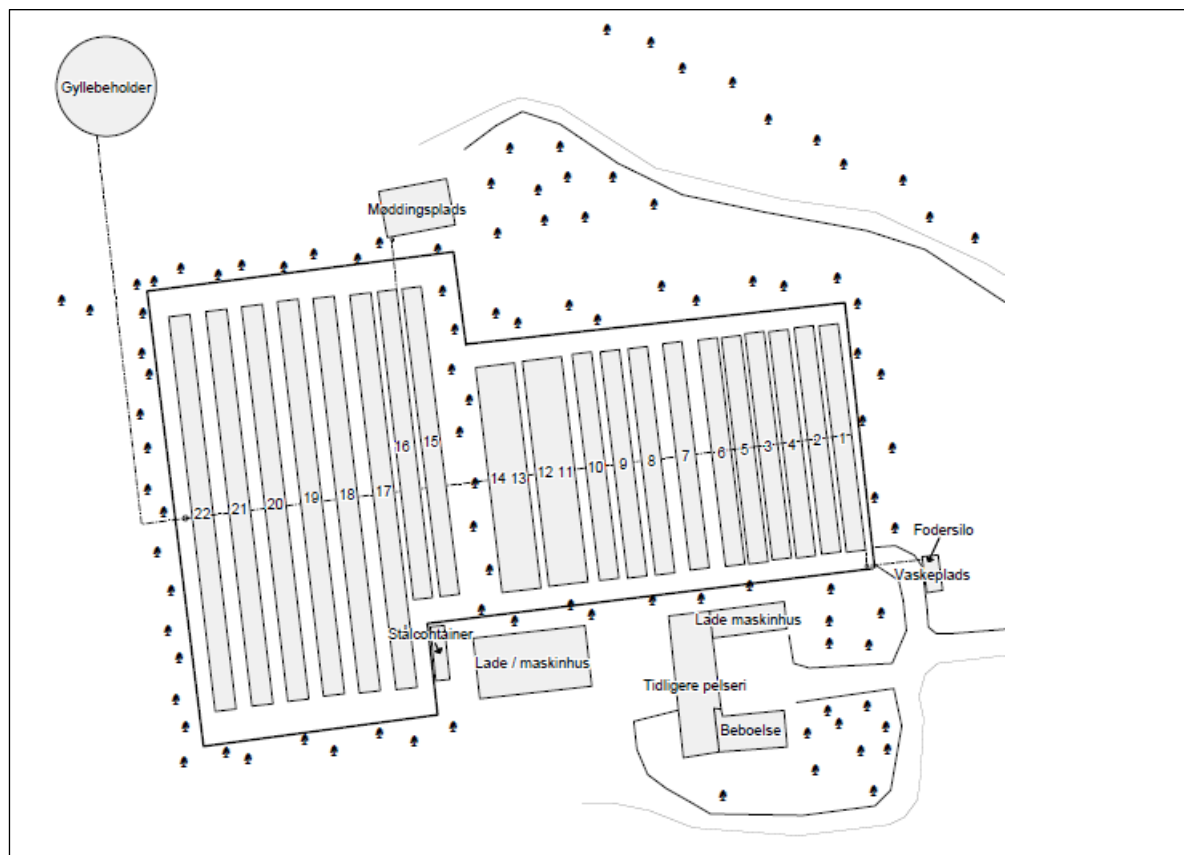 Gyllebeholder
Møddingsplads
16
15
22
21
20
19
18
17
14
13
12
11
10
9
8
7
6
5
3
4
2
1
Fodersilo
Vaskeplads
Stålcontainer
Lade / maskinhus
Lade maskinhus
Tidligere pelseri
Beboelse